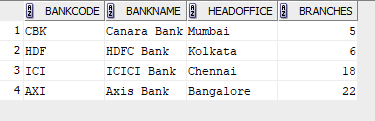 BANKCODE BANKNAME HEADOFFICE BRANCHES
1 CBK Canara Bank Mumbai 5
2 HDF HDFC Bank Kolkata 6
3 ICI ICICI Bank Chennai 18
4 AXI Axis Bank Bangalore 22